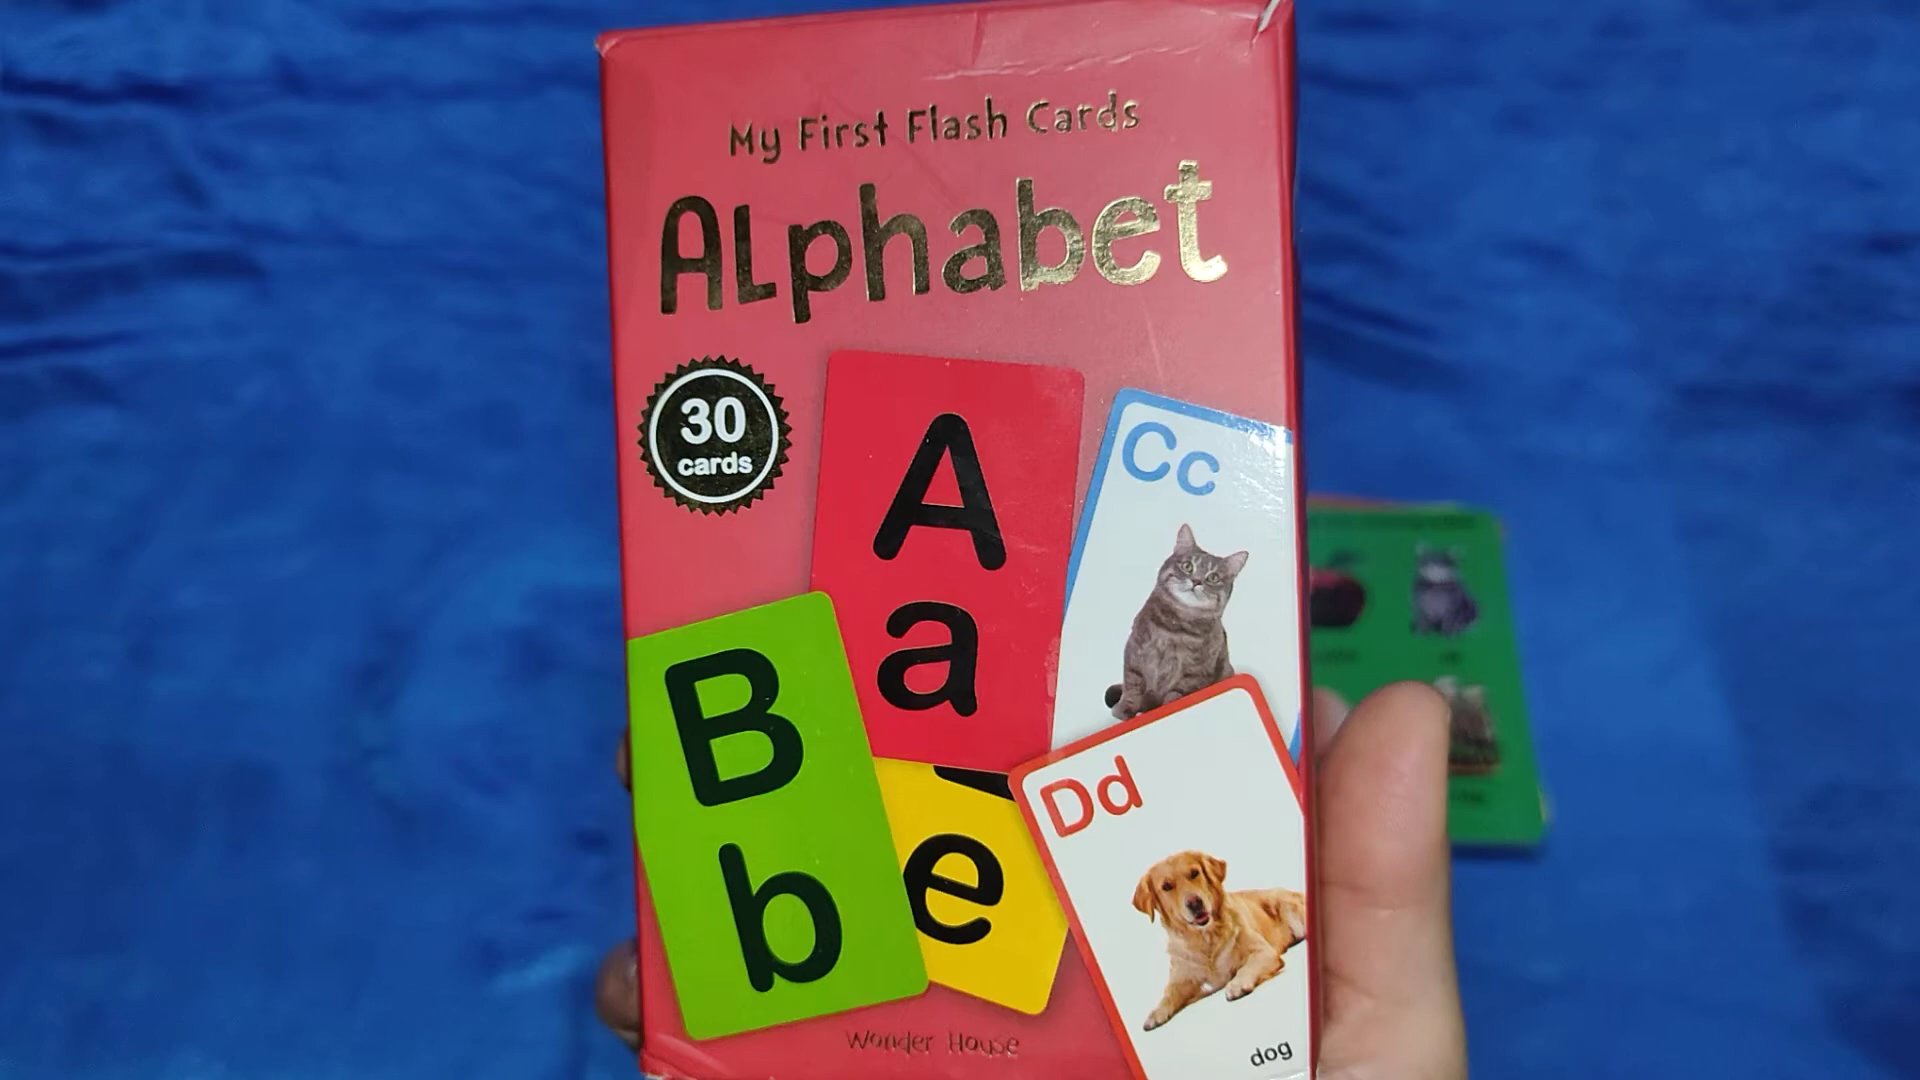 My First Flash Cards
Alphabet
30
cards
A
a
Cc
B
b
e
Dd
dog
Wonder House